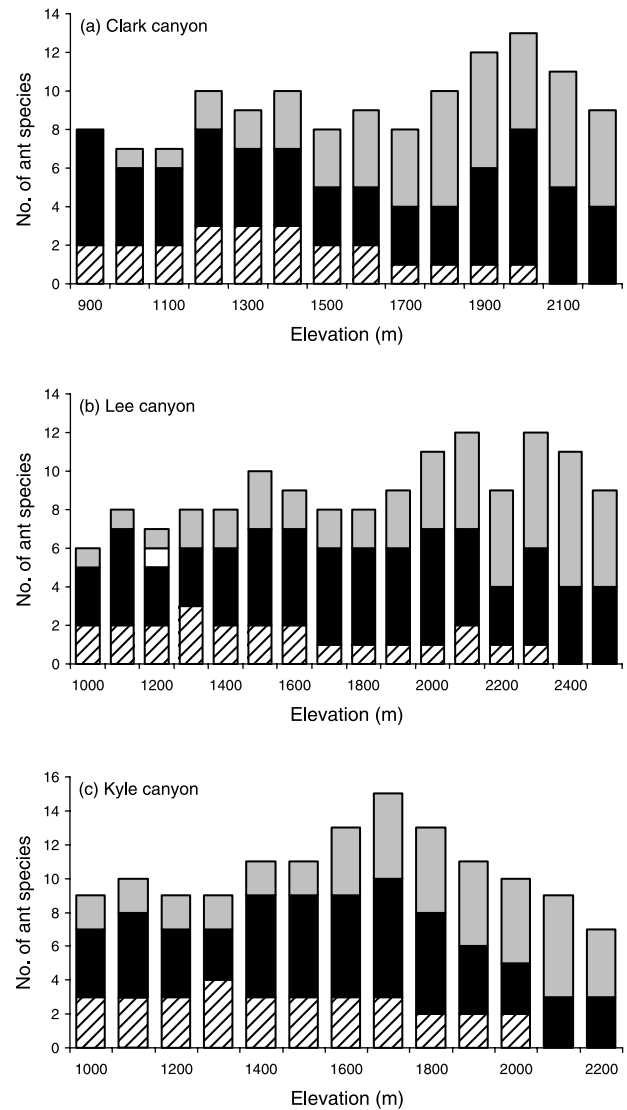 (a) Clark canyon
14
12
10
8
6
4
2
0
No. of ant species
900 1100 1300 1500 1700 1900 2100
Elevation (m)
(b) Lee canyon
14
12
10
8
6
4
2
0
No. of ant species
1000 1200 1400 1600 1800 2000 2200 2400
Elevation (m)
(c) Kyle canyon
16
14
12
10
8
6
4
2
0
No. of ant species
1000 1200 1400 1600 1800 2000 2200
Elevation (m)